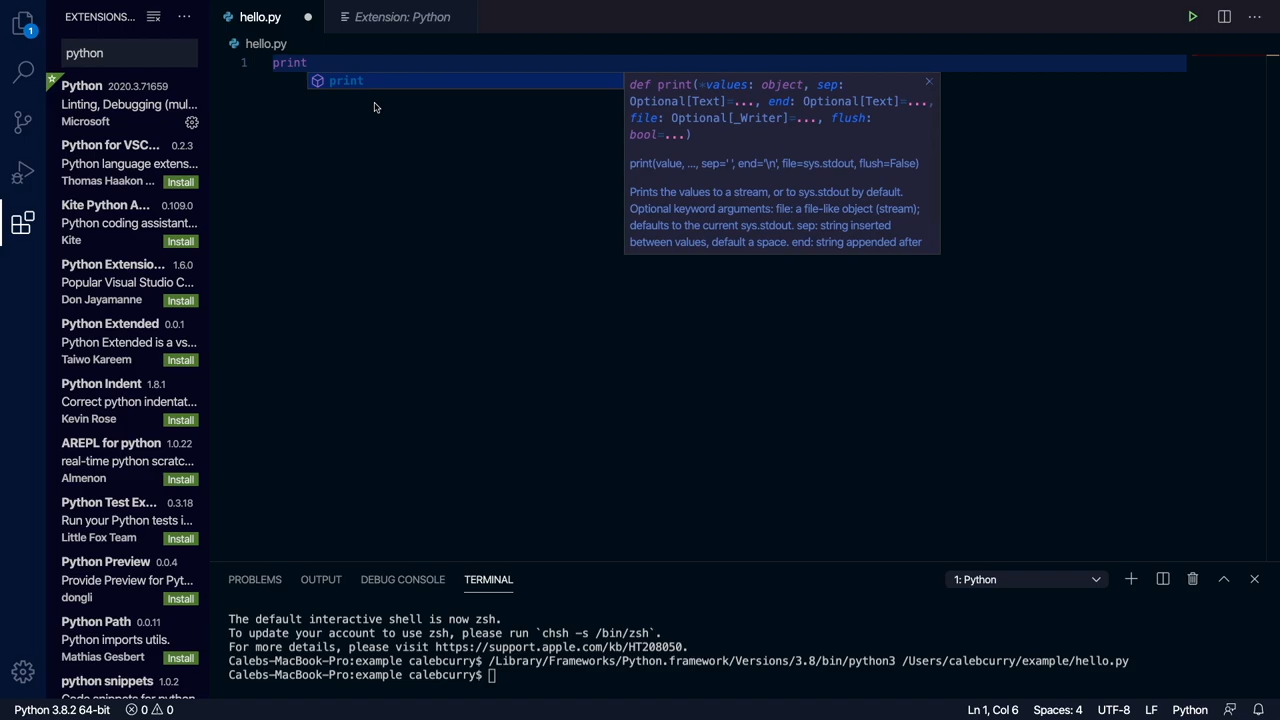 EXTENSIONS...
hello.py
Extension: Python
1
python
hello.py
1 print
print
def print(*values: object, sep:
Optional[Text]=..., end: Optional[Text]=...,
file: Optional[_Writer]=..., flush:
bool=...)
print(value, ..., sep=' ', end='\n', file=sys.stdout, flush=False)
Prints the values to a stream, or to sys.stdout by default.
Optional keyword arguments: file: a file-like object (stream);
defaults to the current sys.stdout. sep: string inserted
between values, default a space. end: string appended after
Python 2020.3.71659
Linting, Debugging (mul...
Microsoft
Python for VSC... 0.2.3
Python language extens...
Thomas Haakon ... Install
Kite Python A... 0.109.0
Python coding assistant...
Kite Install
Python Extensio... 1.6.0
Popular Visual Studio C...
Don Jayamanne Install
Python Extended 0.0.1
Python Extended is a vs...
Taiwo Kareem Install
Python Indent 1.8.1
Correct python indentat...
Kevin Rose Install
AREPL for python 1.0.22
real-time python scratc...
Almenon Install
Python Test Ex... 0.3.18
Run your Python tests i...
Little Fox Team Install
Python Preview 0.0.4
Provide Preview for Pyt...
dongli Install
Python Path 0.0.11
Python imports utils.
Mathias Gesbert Install
python snippets 1.0.2
PROBLEMS OUTPUT DEBUG CONSOLE TERMINAL
1: Python
The default interactive shell is now zsh.
To update your account to use zsh, please run `chsh -s /bin/zsh`.
For more details, please visit https://support.apple.com/kb/HT208050.
Calebs-MacBook-Pro:example calebcurry$ /Library/Frameworks/Python.framework/Versions/3.8/bin/python3 /Users/calebcurry/example/hello.py
Calebs-MacBook-Pro:example calebcurry$
Python 3.8.2 64-bit 0 0
Ln 1, Col 6 Spaces: 4 UTF-8 LF Python